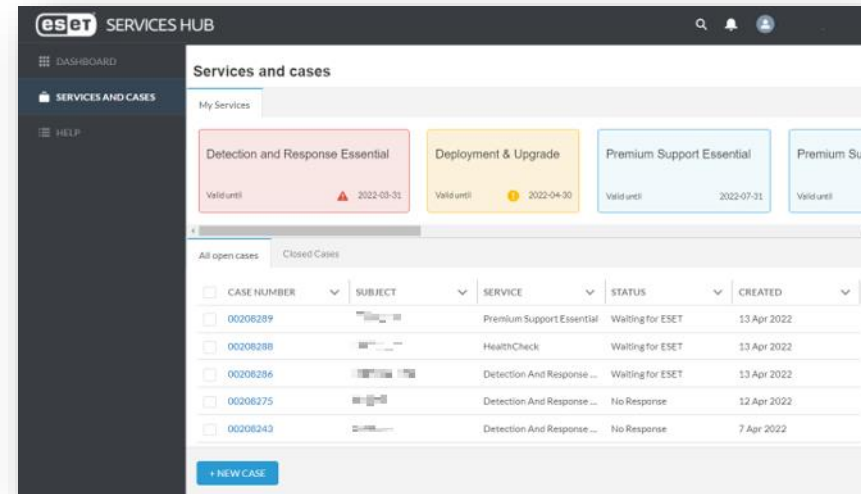 eset SERVICES HUB
DASHBOARD
SERVICES AND CASES
HELP
Services and cases
My Services
Detection and Response Essential
Valid until 2022-03-31
Deployment & Upgrade
Valid until 2022-04-30
Premium Support Essential
Valid until 2022-07-31
Premium Su
Valid until
All open cases Closed Cases
CASE NUMBER SUBJECT SERVICE STATUS CREATED
00208289 Premium Support Essential Waiting for ESET 13 Apr 2022
00208288 HealthCheck Waiting for ESET 13 Apr 2022
00208286 Detection And Response ... Waiting for ESET 13 Apr 2022
00208275 Detection And Response ... No Response 12 Apr 2022
00208243 Detection And Response ... No Response 7 Apr 2022
+ NEW CASE